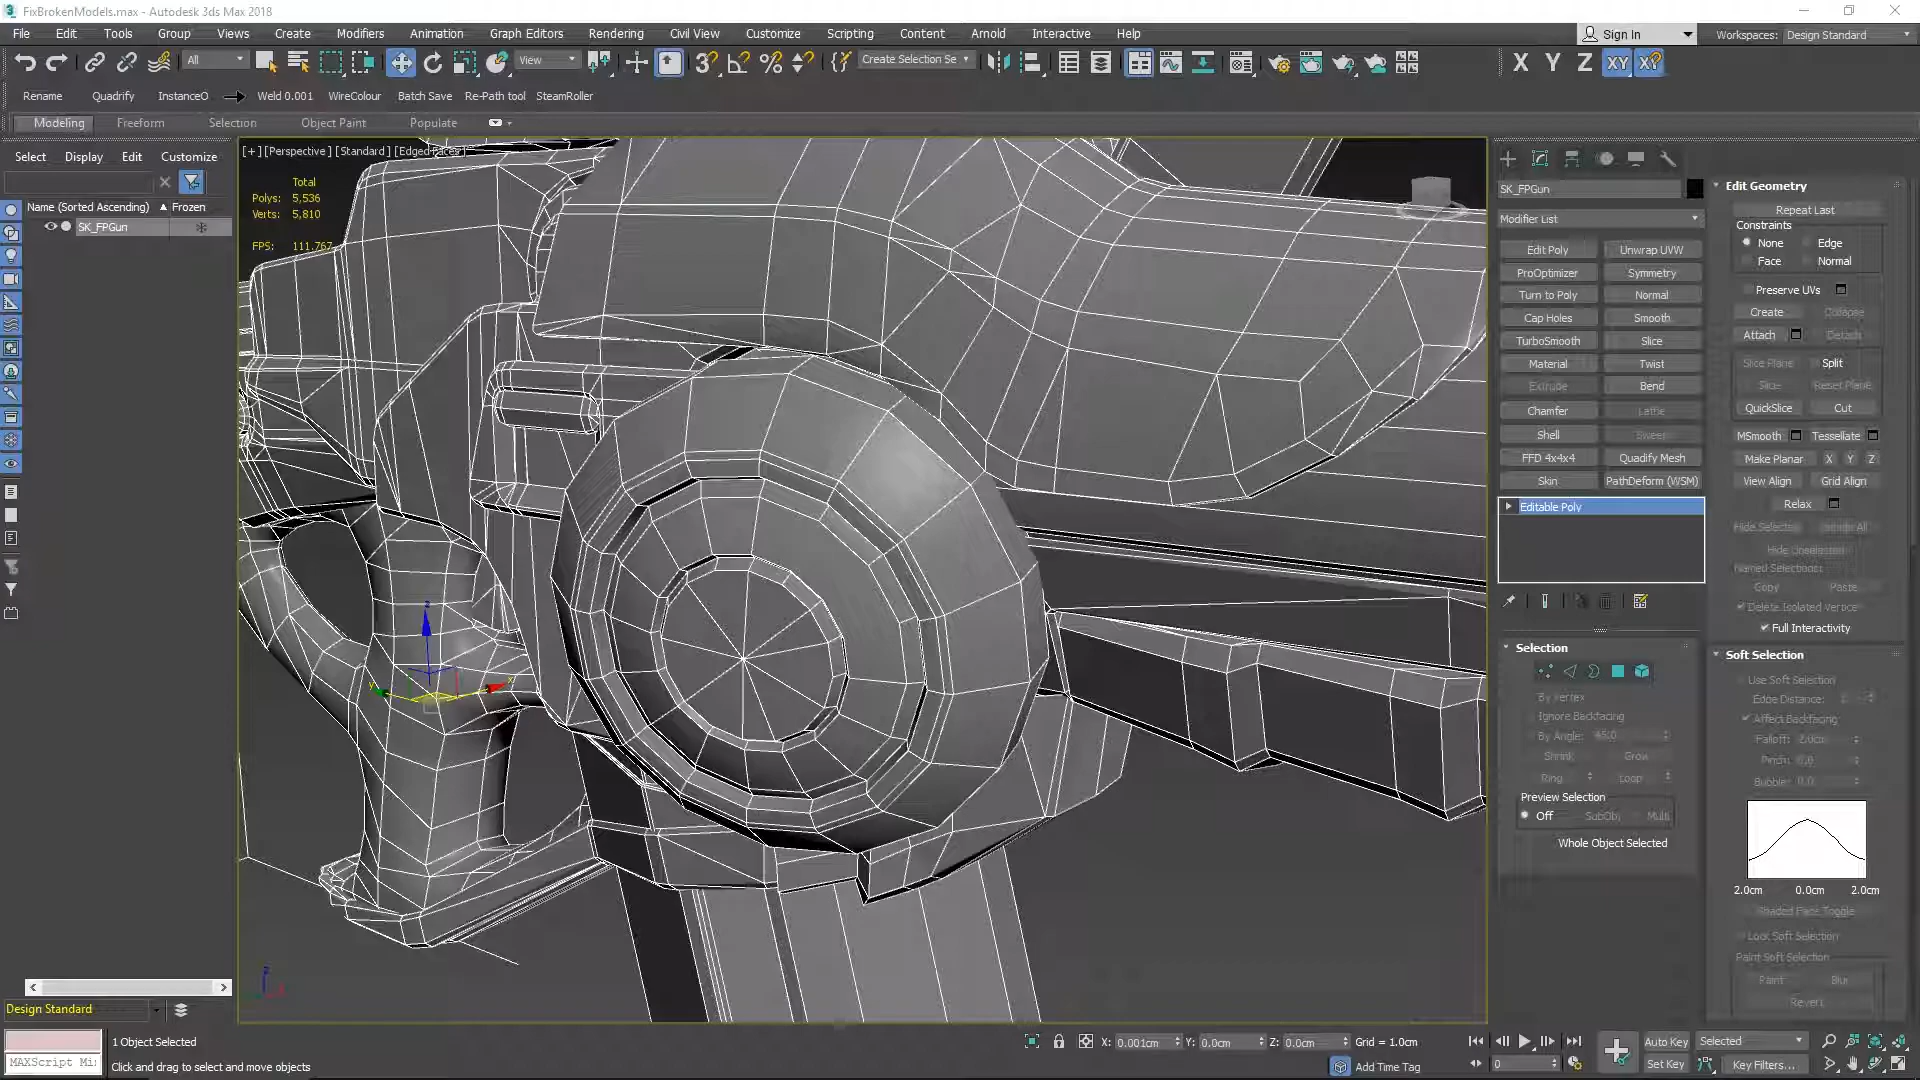 FixBrokenModels.max - Autodesk 3ds Max 2018
File Edit Tools Group Views Create Modifiers Animation Graph Editors Rendering Civil View Customize Scripting Content Arnold Interactive Help
Sign In
Workspaces: Design Standard
All
View
Create Selection Se
X Y Z XY
Rename Quadrify InstanceO Weld 0.001 WireColour Batch Save Re-Path tool SteamRoller
Modeling Freeform Selection Object Paint Populate
Select Display Edit Customize
Name (Sorted Ascending) Frozen
SK_FPGun
[+] [Perspective] [Standard] [Edged Faces]
Total
Polys: 5,536
Verts: 5,810
FPS: 111.767
SK_FPGun
Modifier List
Edit Poly Unwrap UVW
ProOptimizer Symmetry
Turn to Poly Normal
Cap Holes Smooth
TurboSmooth Slice
Material Twist
Extrude Bend
Chamfer Lathe
Shell Sweep
FFD 4x4x4 Quadify Mesh
Skin PathDeform (WSM)
Editable Poly
Selection
By Vertex
Ignore Backfacing
By Angle: 45.0
Shrink Grow
Ring Loop
Preview Selection
Off SubObj Multi
Whole Object Selected
Edit Geometry
Repeat Last
Constraints
None Edge
Face Normal
Preserve UVs
Create Collapse
Attach Detach
Slice Plane Split
Slice Reset Plane
QuickSlice Cut
MSmooth Tessellate
Make Planar X Y Z
View Align Grid Align
Relax
Hide Selected Unhide All
Hide Unselected
Named Selections:
Copy Paste
Delete Isolated Vertice
Full Interactivity
Soft Selection
Use Soft Selection
Edge Distance:
Affect Backfacing
Falloff: 2.0cm
Pinch: 0.0
Bubble: 0.0
2.0cm 0.0cm 2.0cm
Shaded Face Toggle
Lock Soft Selection
Paint Soft Selection
Paint Blur
Revert
Design Standard
MAXScript Mi
1 Object Selected
Click and drag to select and move objects
X: 0.001cm Y: 0.0cm Z: 0.0cm Grid = 1.0cm
Add Time Tag
0
Auto Key Selected
Set Key Key Filters...